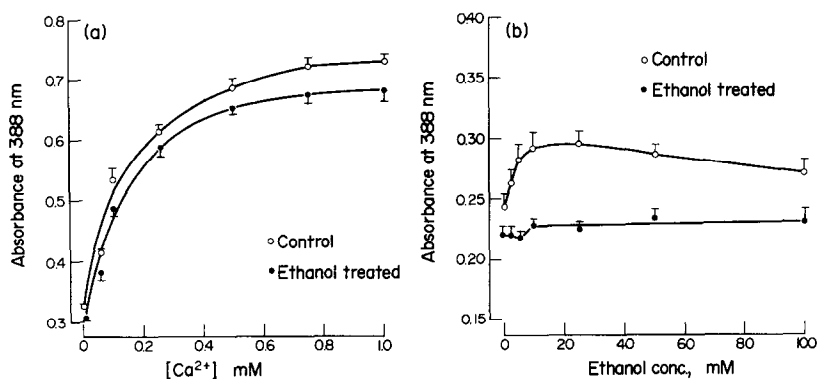 (a)
Absorbance at 388 nm
0.8
0.7
0.6
0.5
0.4
0.3
0
0.2
0.4
0.6
0.8
1.0
[Ca²⁺] mM
Control
Ethanol treated
(b)
Absorbance at 388 nm
0.40
0.35
0.30
0.25
0.20
0.15
0
20
40
60
80
100
Ethanol conc., mM
Control
Ethanol treated